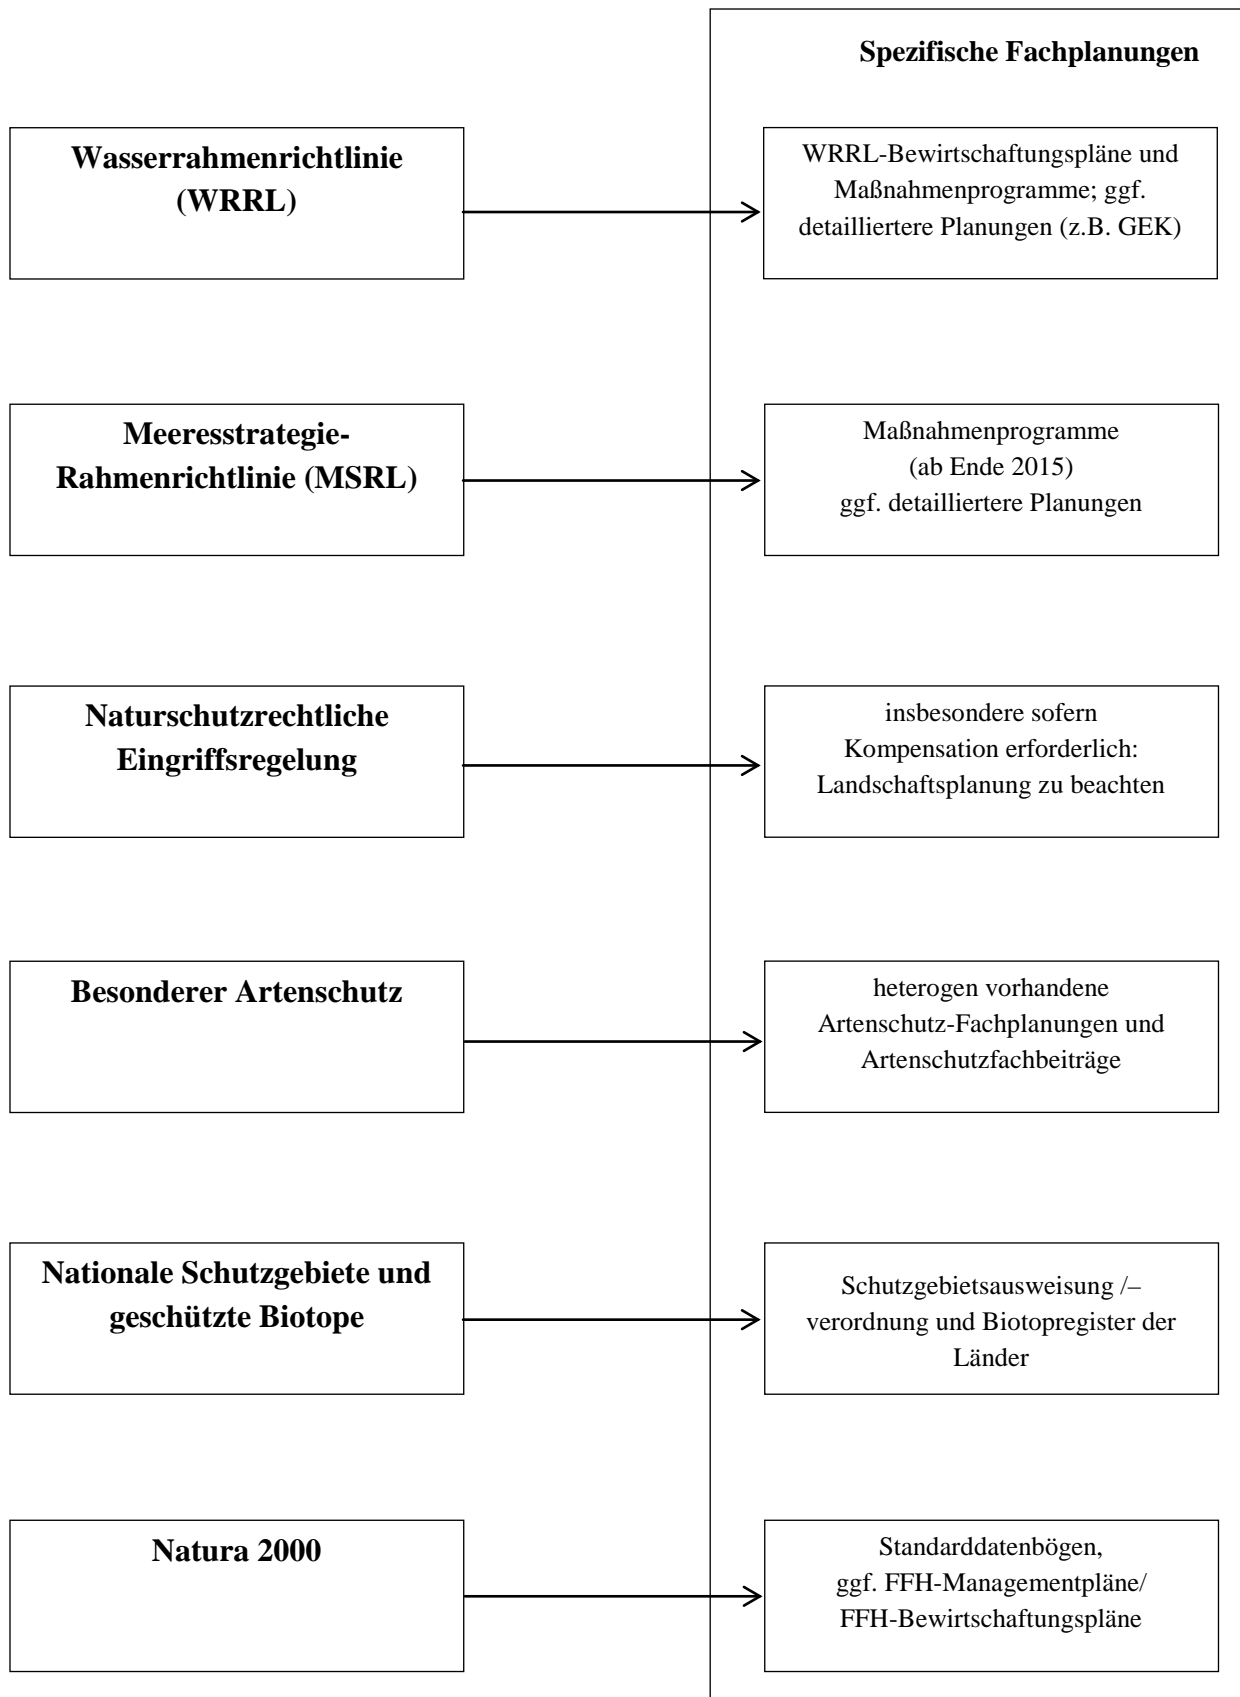 Spezifische Fachplanungen
Wasserrahmenrichtlinie
(WRRL)
WRRL-Bewirtschaftungspläne und
Maßnahmenprogramme; ggf.
detailliertere Planungen (z.B. GEK)
Meeresstrategie-
Rahmenrichtlinie (MSRL)
Maßnahmenprogramme
(ab Ende 2015)
ggf. detailliertere Planungen
Naturschutzrechtliche
Eingriffsregelung
insbesondere sofern
Kompensation erforderlich:
Landschaftsplanung zu beachten
Besonderer Artenschutz
heterogen vorhandene
Artenschutz-Fachplanungen und
Artenschutzfachbeiträge
Nationale Schutzgebiete und
geschützte Biotope
Schutzgebietsausweisung /–
verordnung und Biotopregister der
Länder
Natura 2000
Standarddatenbögen,
ggf. FFH-Managementpläne/
FFH-Bewirtschaftungspläne